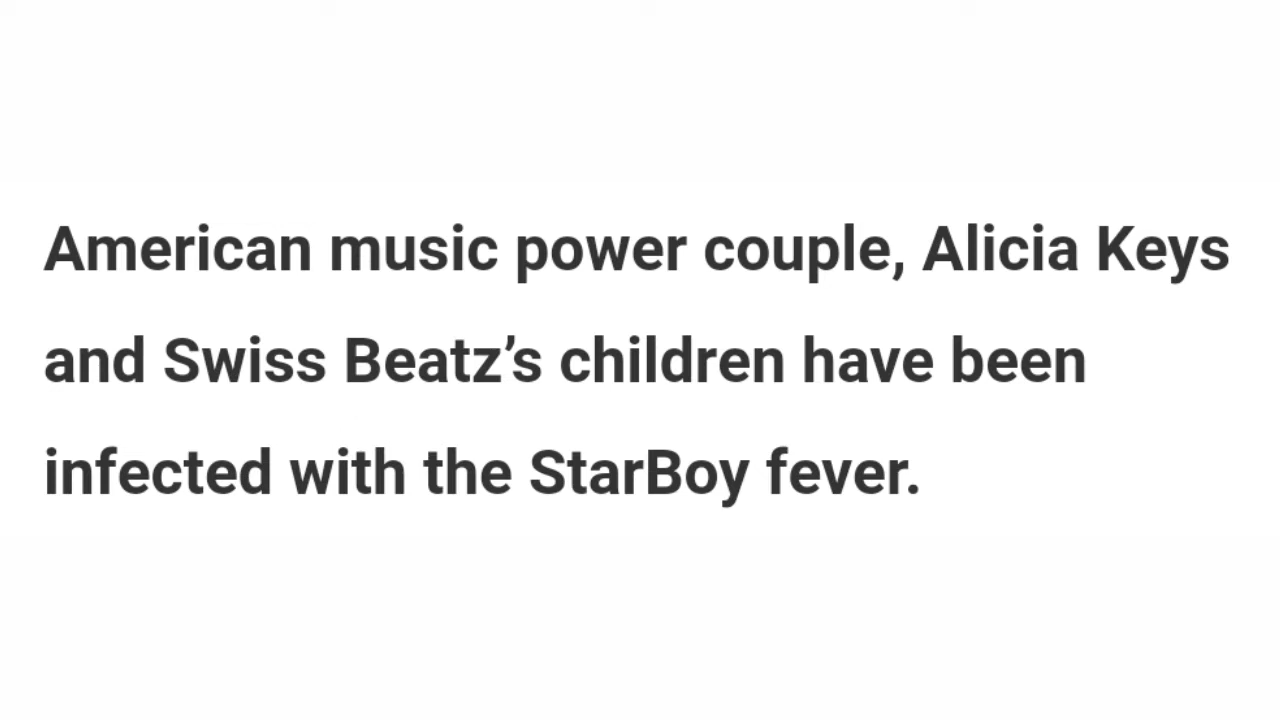 American music power couple, Alicia Keys
and Swiss Beatz’s children have been
infected with the StarBoy fever.